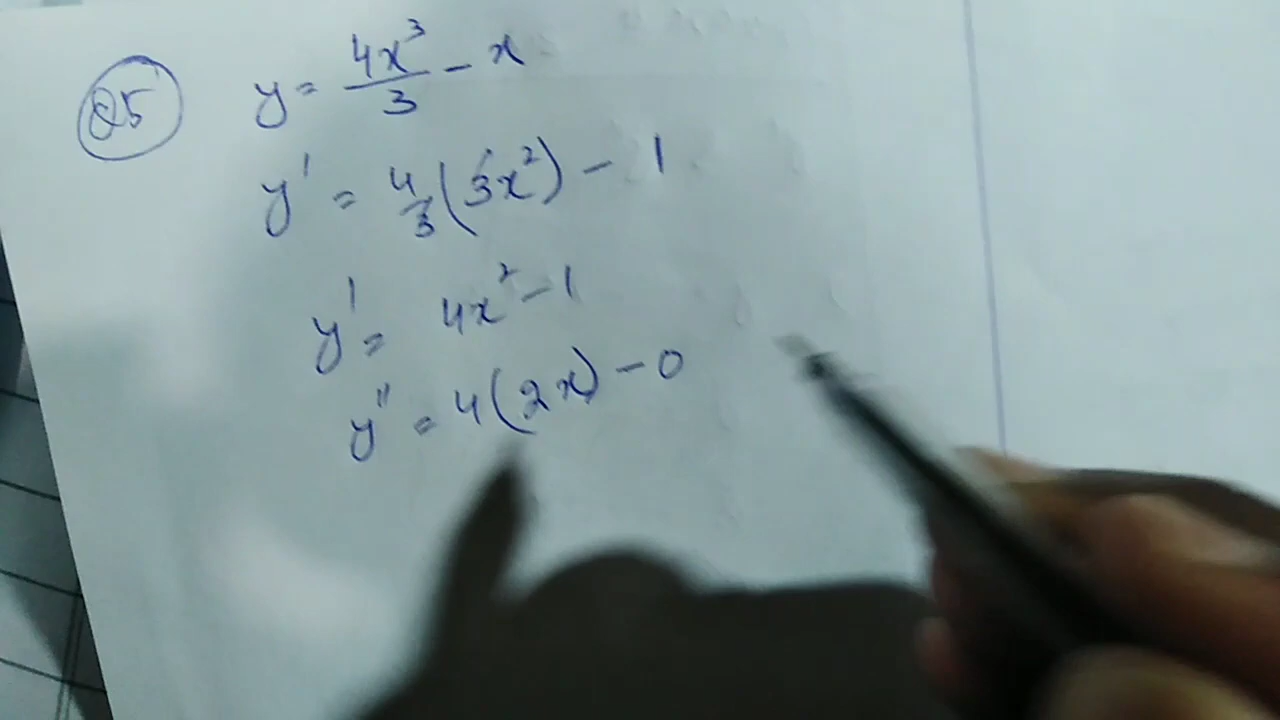 Q5 y = 4x³/3 - x
y' = 4/3 (3x²) - 1
y' = 4x² - 1
y'' = 4(2x) - 0